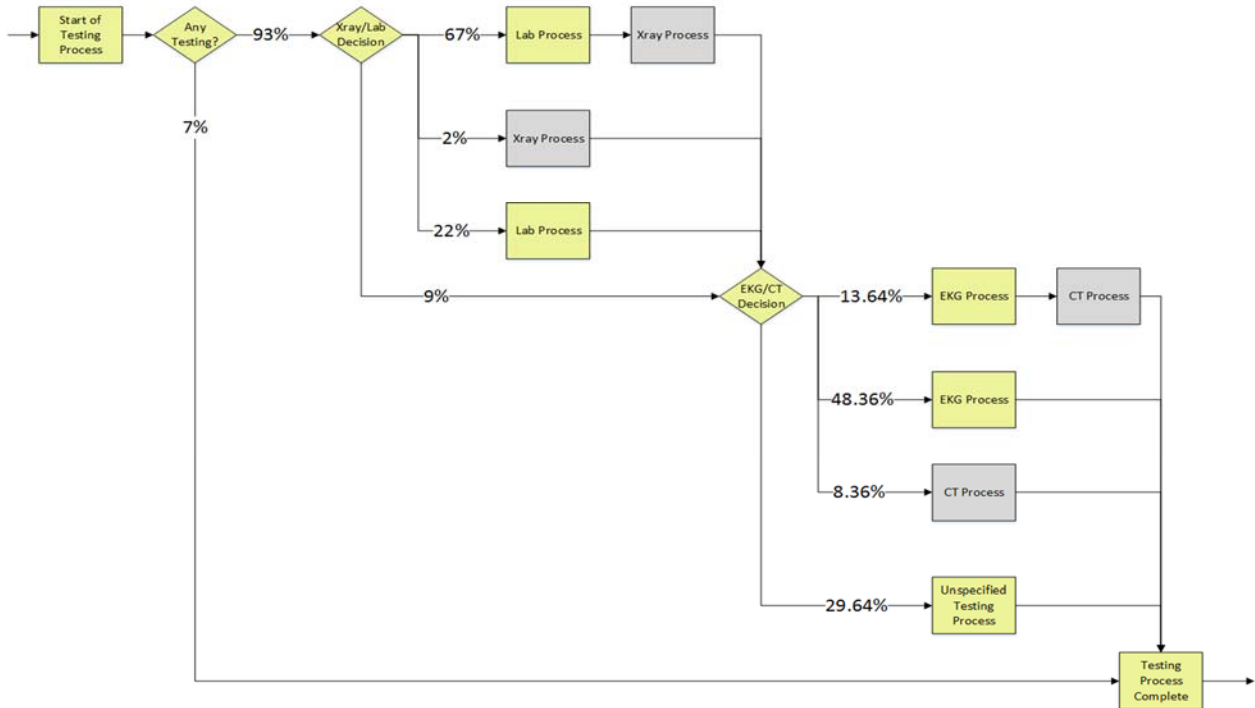 Start of
Testing
Process
Any
Testing?
93%
Xray/Lab
Decision
67%
Lab Process
Xray Process
7%
2%
Xray Process
22%
Lab Process
9%
EKG/CT
Decision
13.64%
EKG Process
CT Process
48.36%
EKG Process
8.36%
CT Process
29.64%
Unspecified
Testing
Process
Testing
Process
Complete